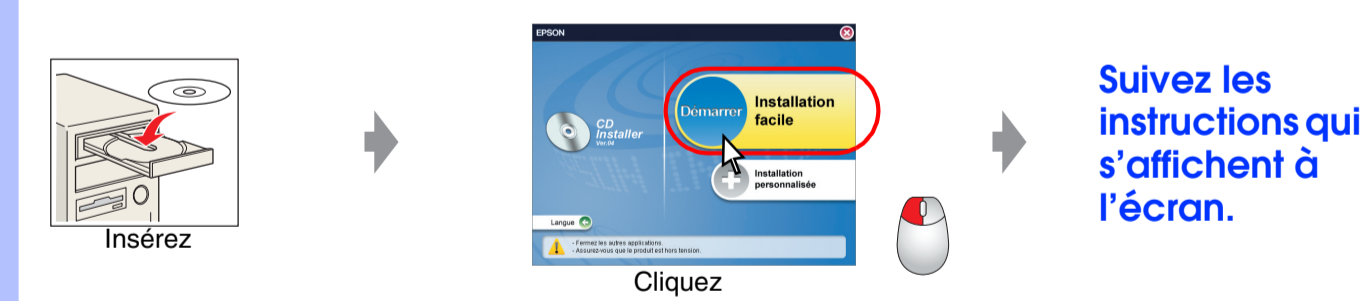 Insérez
EPSON
CD
Installer
Ver.04
Démarrer
Installation
facile
Installation
personnalisée
Langue
- Fermez les autres applications.
- Assurez-vous que le produit est hors tension.
Cliquez
Suivez les
instructions qui
s’affichent à
l’écran.